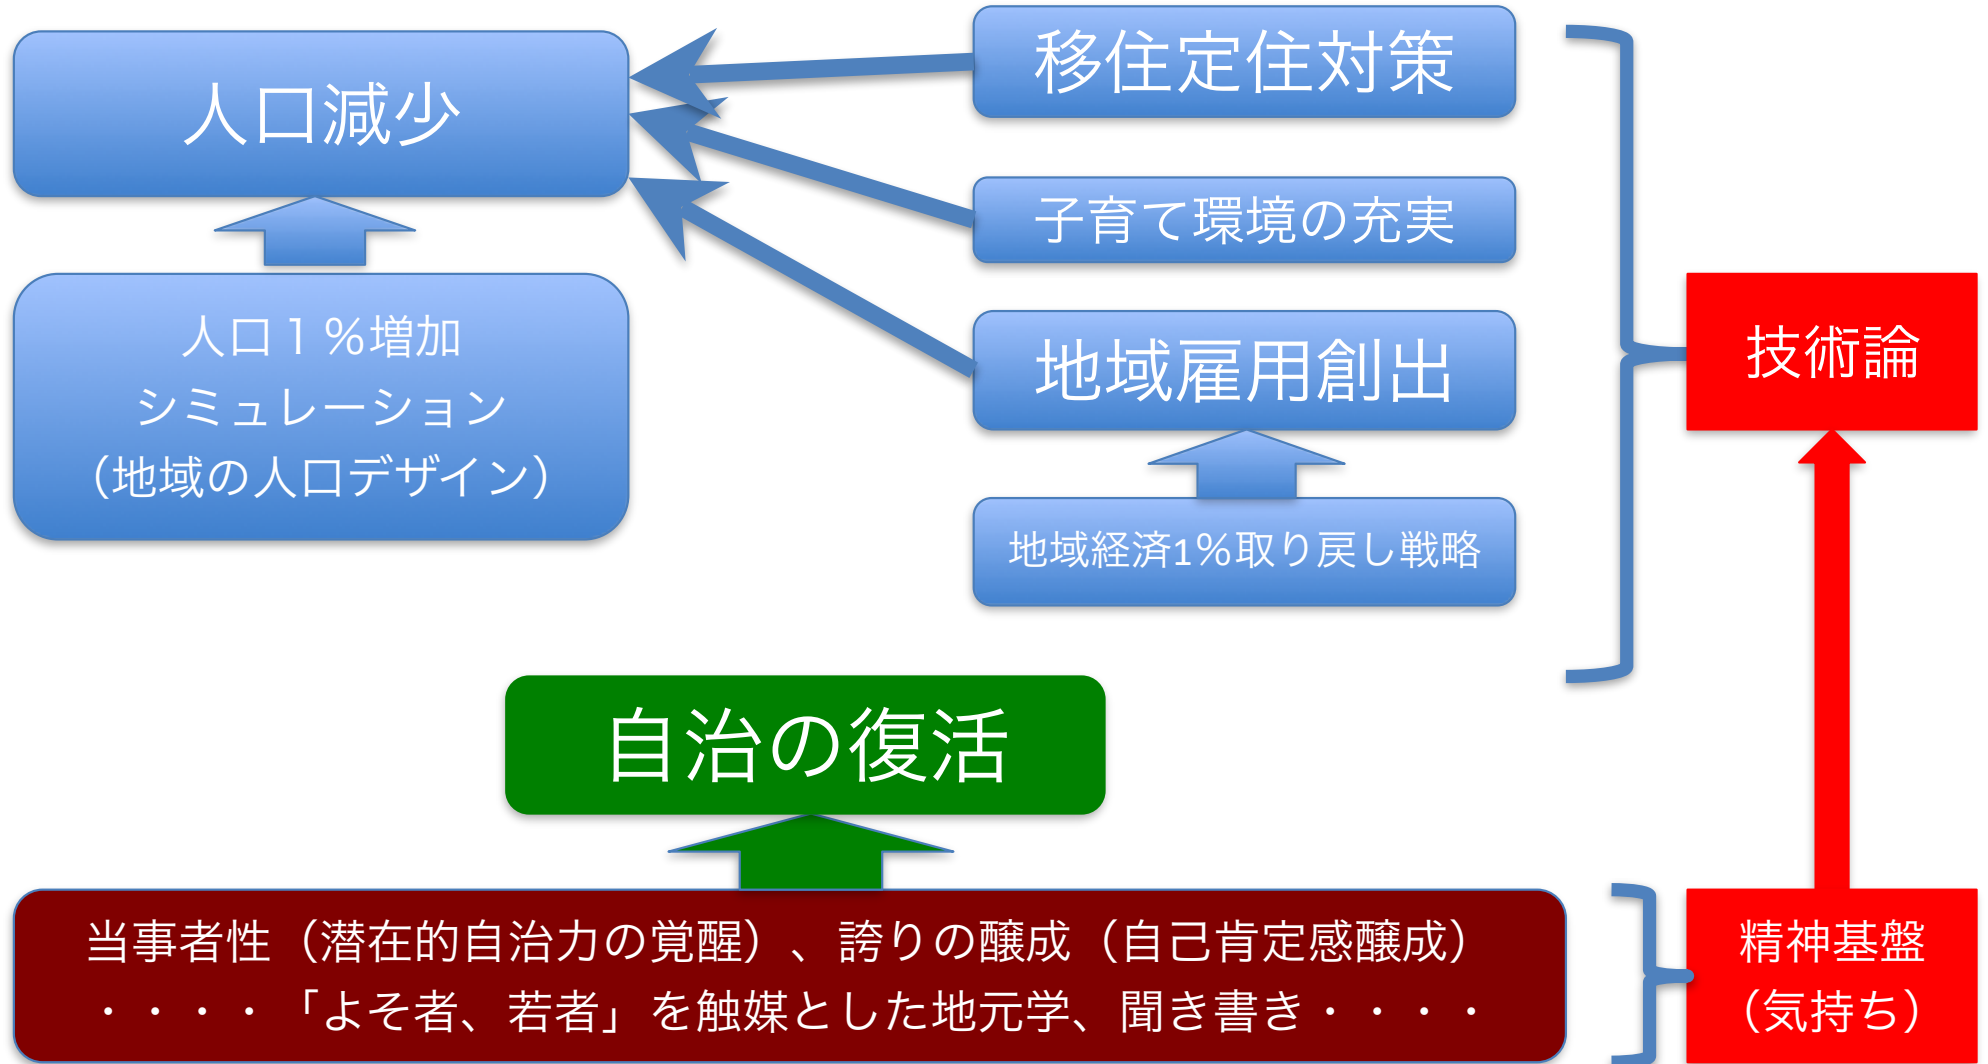 人口減少
移住定住対策
子育て環境の充実
人口１％増加
シミュレーション
（地域の人口デザイン）
地域雇用創出
技術論
地域経済1％取り戻し戦略
自治の復活
当事者性（潜在的自治力の覚醒）、誇りの醸成（自己肯定感醸成）
・・・・「よそ者、若者」を触媒とした地元学、聞き書き・・・・
精神基盤
（気持ち）